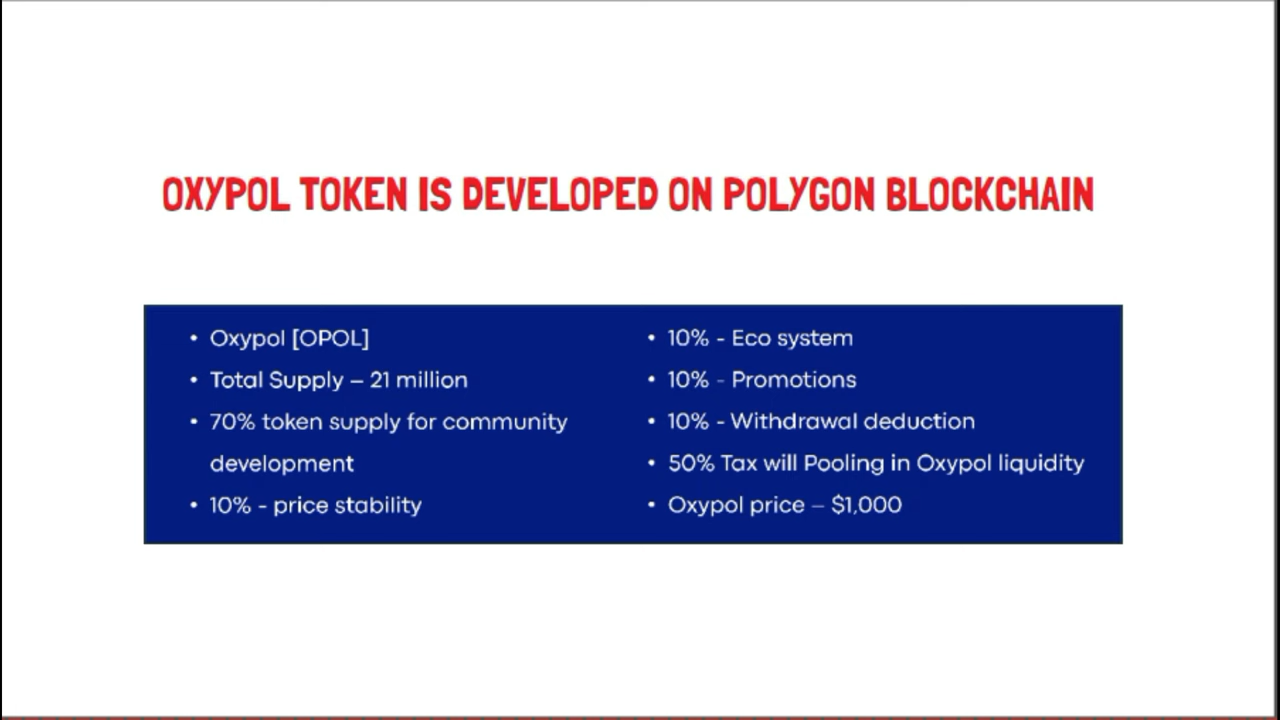 OXYPOL TOKEN IS DEVELOPED ON POLYGON BLOCKCHAIN
• Oxypol [OPOL]
• Total Supply – 21 million
• 70% token supply for community
development
• 10% - price stability
• 10% - Eco system
• 10% - Promotions
• 10% - Withdrawal deduction
• 50% Tax will Pooling in Oxypol liquidity
• Oxypol price – $1,000